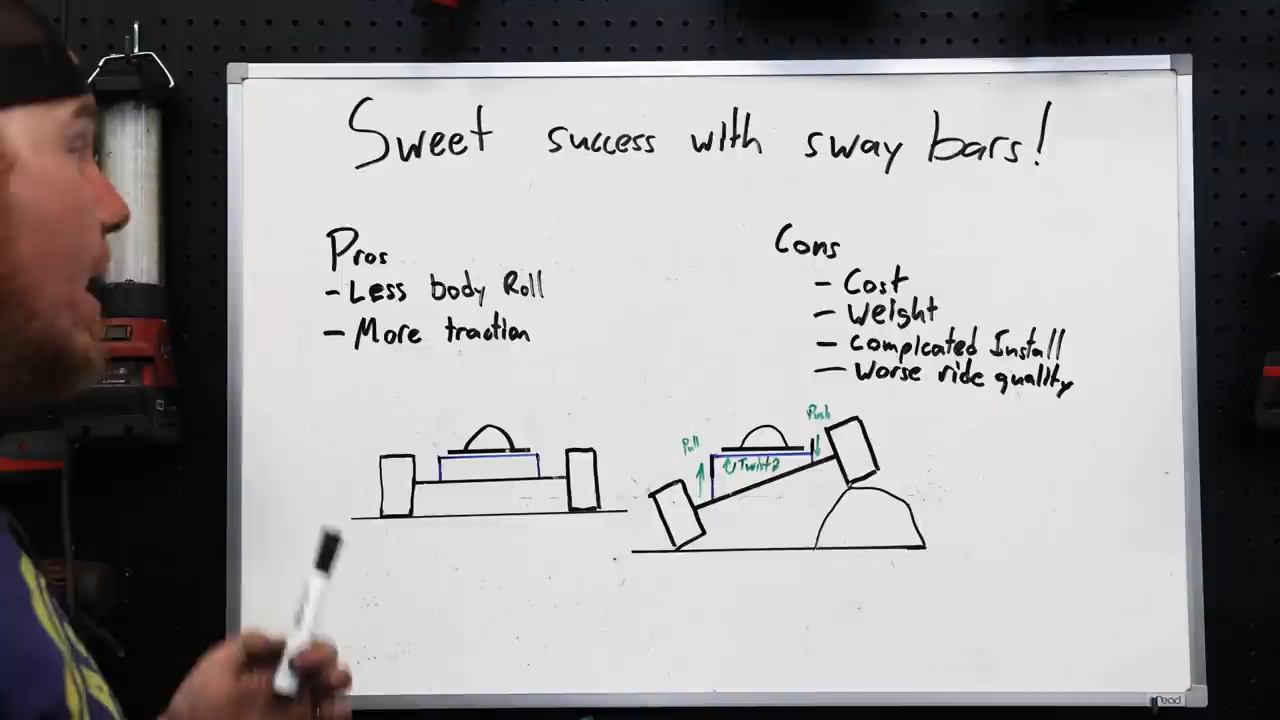 Sweet success with sway bars!
Pros
- Less body Roll
- More traction
Cons
- Cost
- Weight
- Complcated Install
- Worse ride quality
Pull
Twist
Push